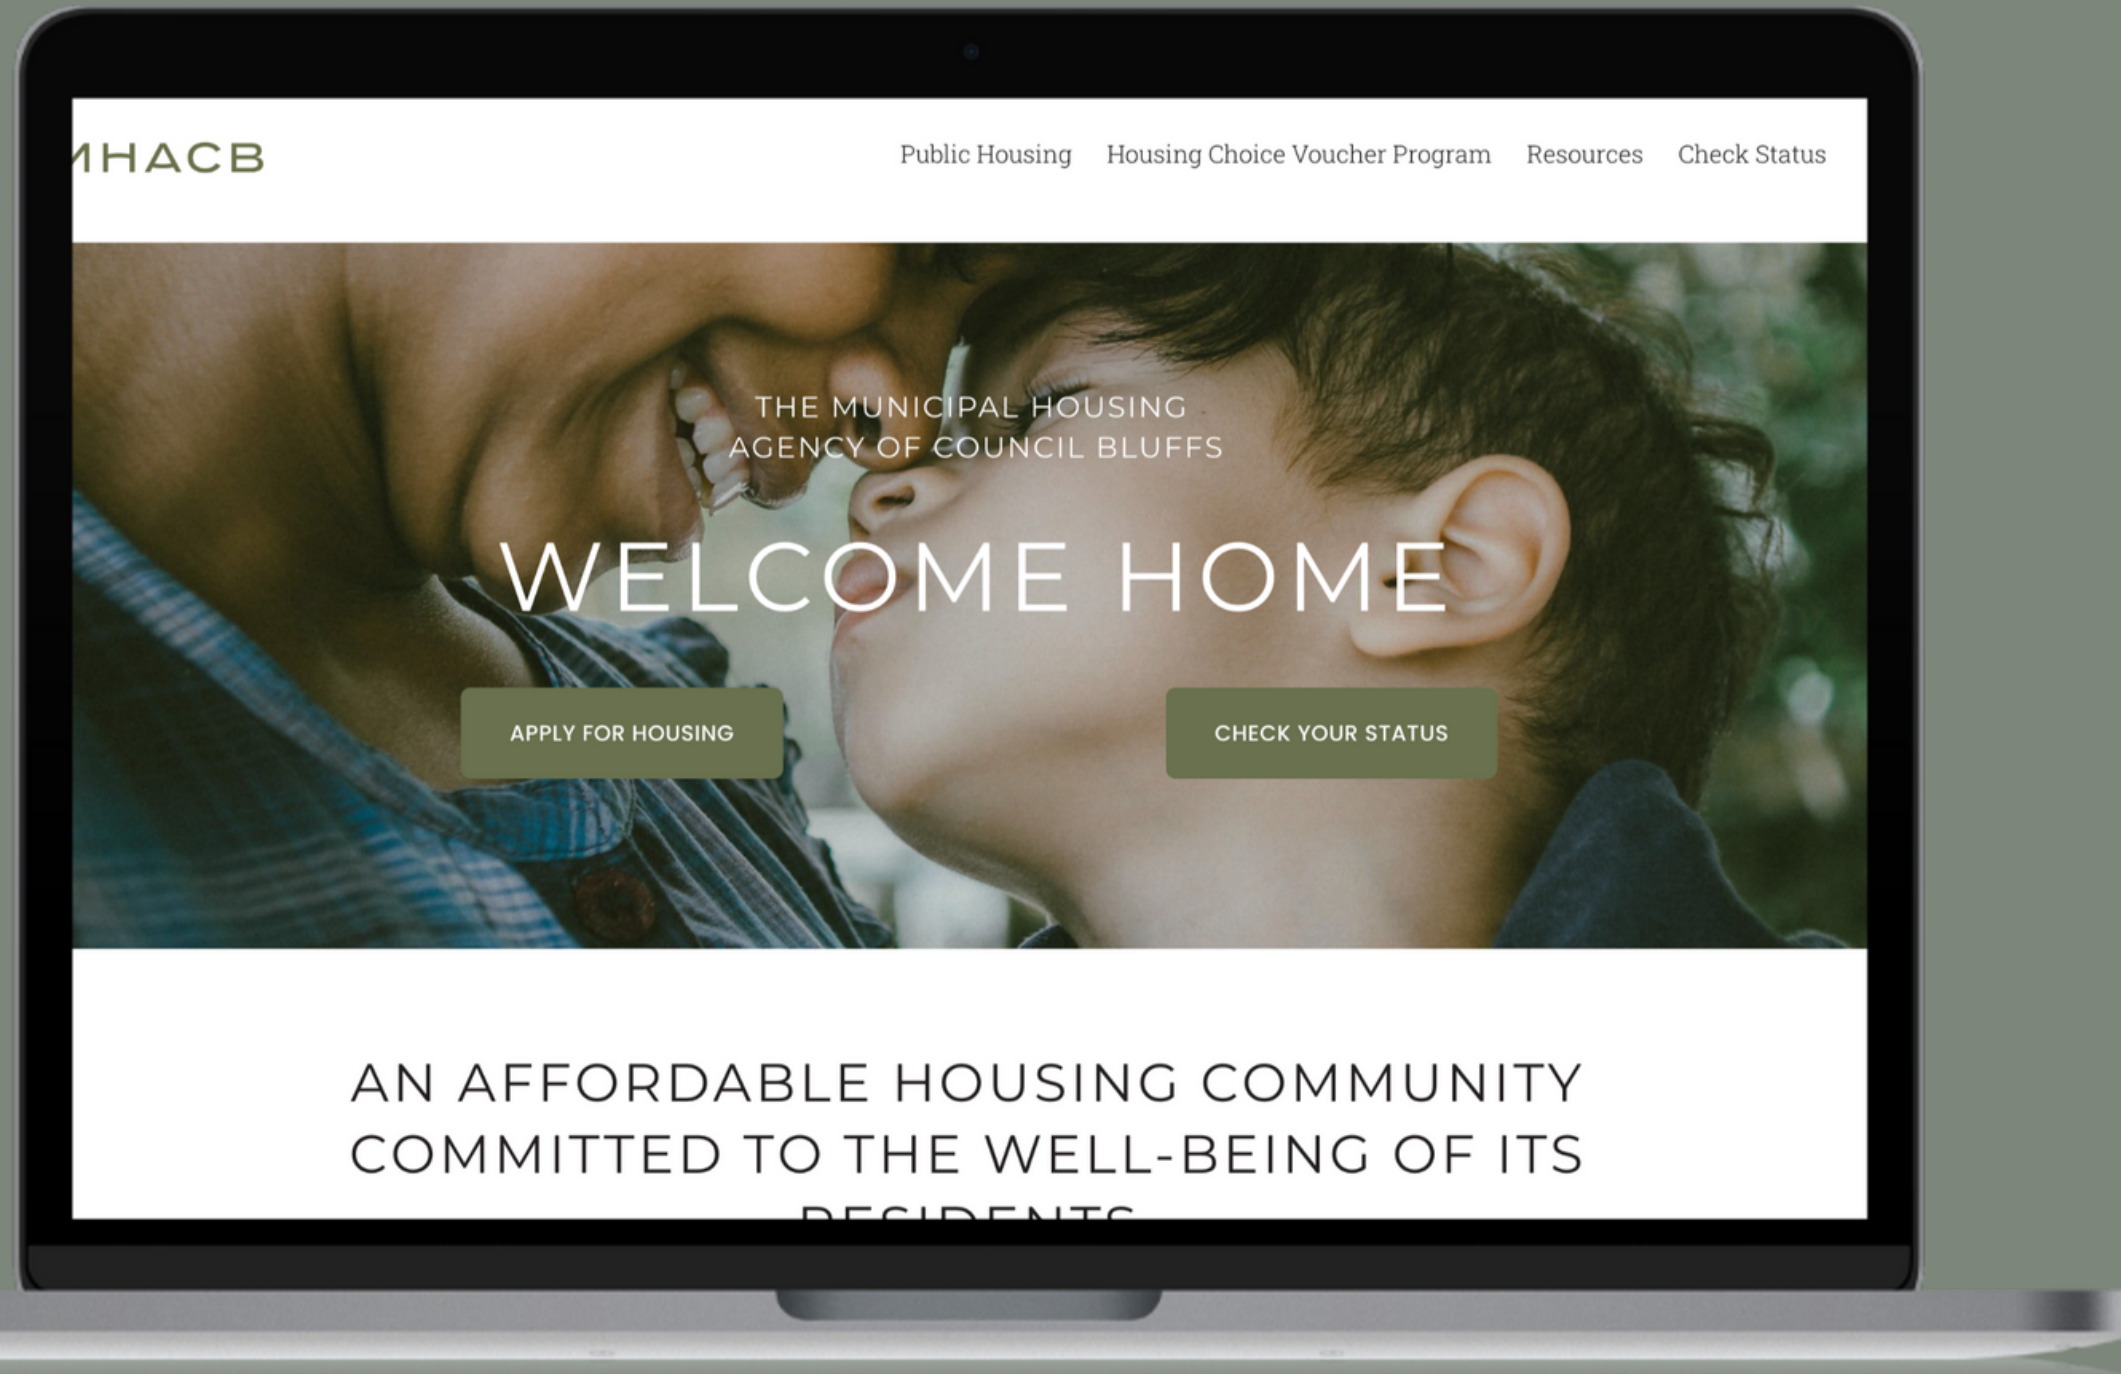 MHACB
Public Housing Housing Choice Voucher Program Resources Check Status
THE MUNICIPAL HOUSING
AGENCY OF COUNCIL BLUFFS
WELCOME HOME
APPLY FOR HOUSING CHECK YOUR STATUS
AN AFFORDABLE HOUSING COMMUNITY
COMMITTED TO THE WELL-BEING OF ITS
RESIDENTS